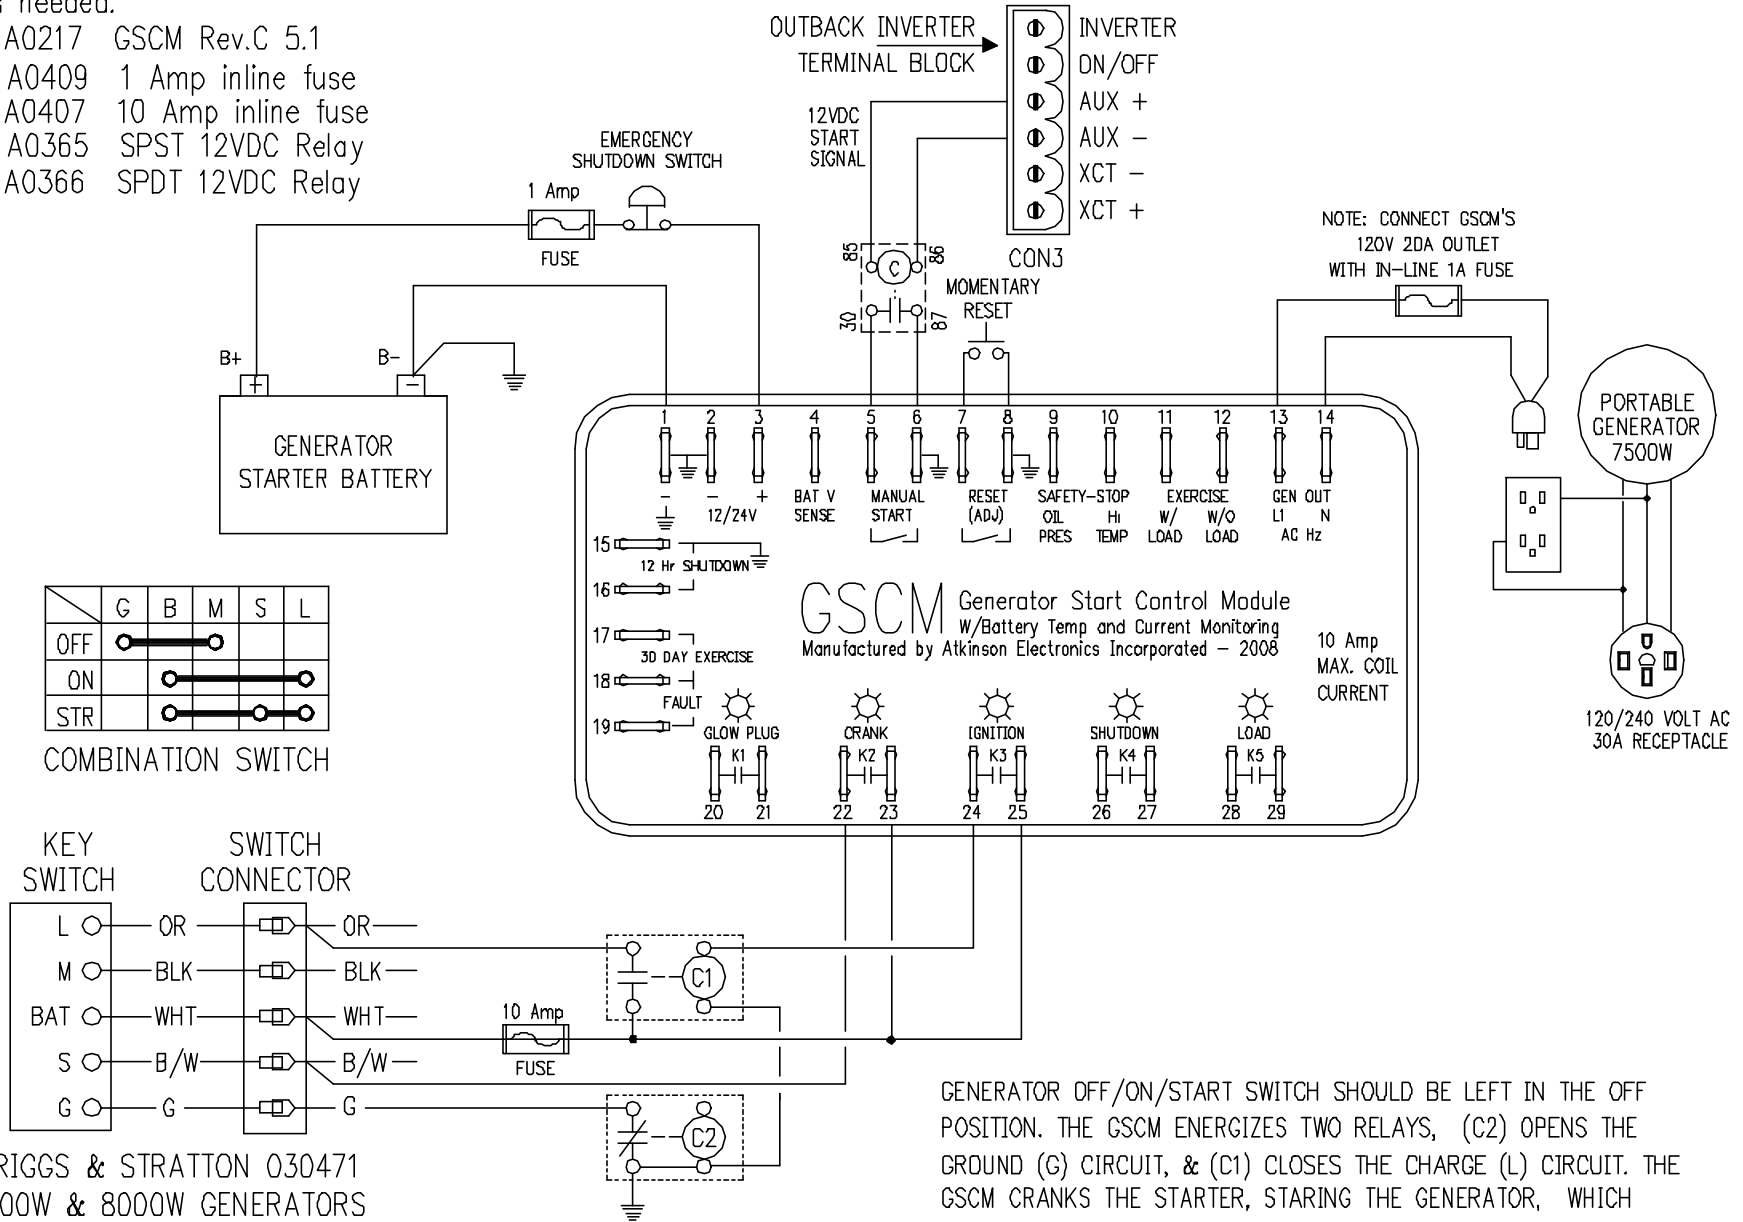 needed.
A0217 GSCM Rev.C 5.1
A0409 1 Amp inline fuse
A0407 10 Amp inline fuse
A0365 SPST 12VDC Relay
A0366 SPDT 12VDC Relay
OUTBACK INVERTER
TERMINAL BLOCK
INVERTER
ON/OFF
AUX +
AUX -
XCT -
XCT +
CON3
12VDC
START
SIGNAL
EMERGENCY
SHUTDOWN SWITCH
1 Amp
FUSE
85
86
C
30
87
MOMENTARY
RESET
NOTE: CONNECT GSCM'S
120V 20A OUTLET
WITH IN-LINE 1A FUSE
B+
B-
+
-
GENERATOR
STARTER BATTERY
PORTABLE
GENERATOR
7500W
120/240 VOLT AC
30A RECEPTACLE
1 2 3 4 5 6 7 8 9 10 11 12 13 14
- - +
12/24V
BAT V
SENSE
MANUAL
START
RESET
(ADJ)
SAFETY-STOP
OIL
PRES
Hi
TEMP
EXERCISE
W/
LOAD
W/O
LOAD
GEN OUT
L1 N
AC Hz
15
12 Hr SHUTDOWN
16
17
30 DAY EXERCISE
18
FAULT
19
GSCM
Generator Start Control Module
W/Battery Temp and Current Monitoring
Manufactured by Atkinson Electronics Incorporated - 2008
10 Amp
MAX. COIL
CURRENT
GLOW PLUG
CRANK
IGNITION
SHUTDOWN
LOAD
K1
K2
K3
K4
K5
20 21 22 23 24 25 26 27 28 29
G B M S L
OFF
ON
STR
COMBINATION SWITCH
KEY
SWITCH
SWITCH
CONNECTOR
L OR OR
M BLK BLK
BAT WHT WHT
S B/W B/W
G G G
10 Amp
FUSE
C1
C2
RIGGS & STRATTON 030471
00W & 8000W GENERATORS
GENERATOR OFF/ON/START SWITCH SHOULD BE LEFT IN THE OFF
POSITION. THE GSCM ENERGIZES TWO RELAYS, (C2) OPENS THE
GROUND (G) CIRCUIT, & (C1) CLOSES THE CHARGE (L) CIRCUIT. THE
GSCM CRANKS THE STARTER, STARING THE GENERATOR, WHICH